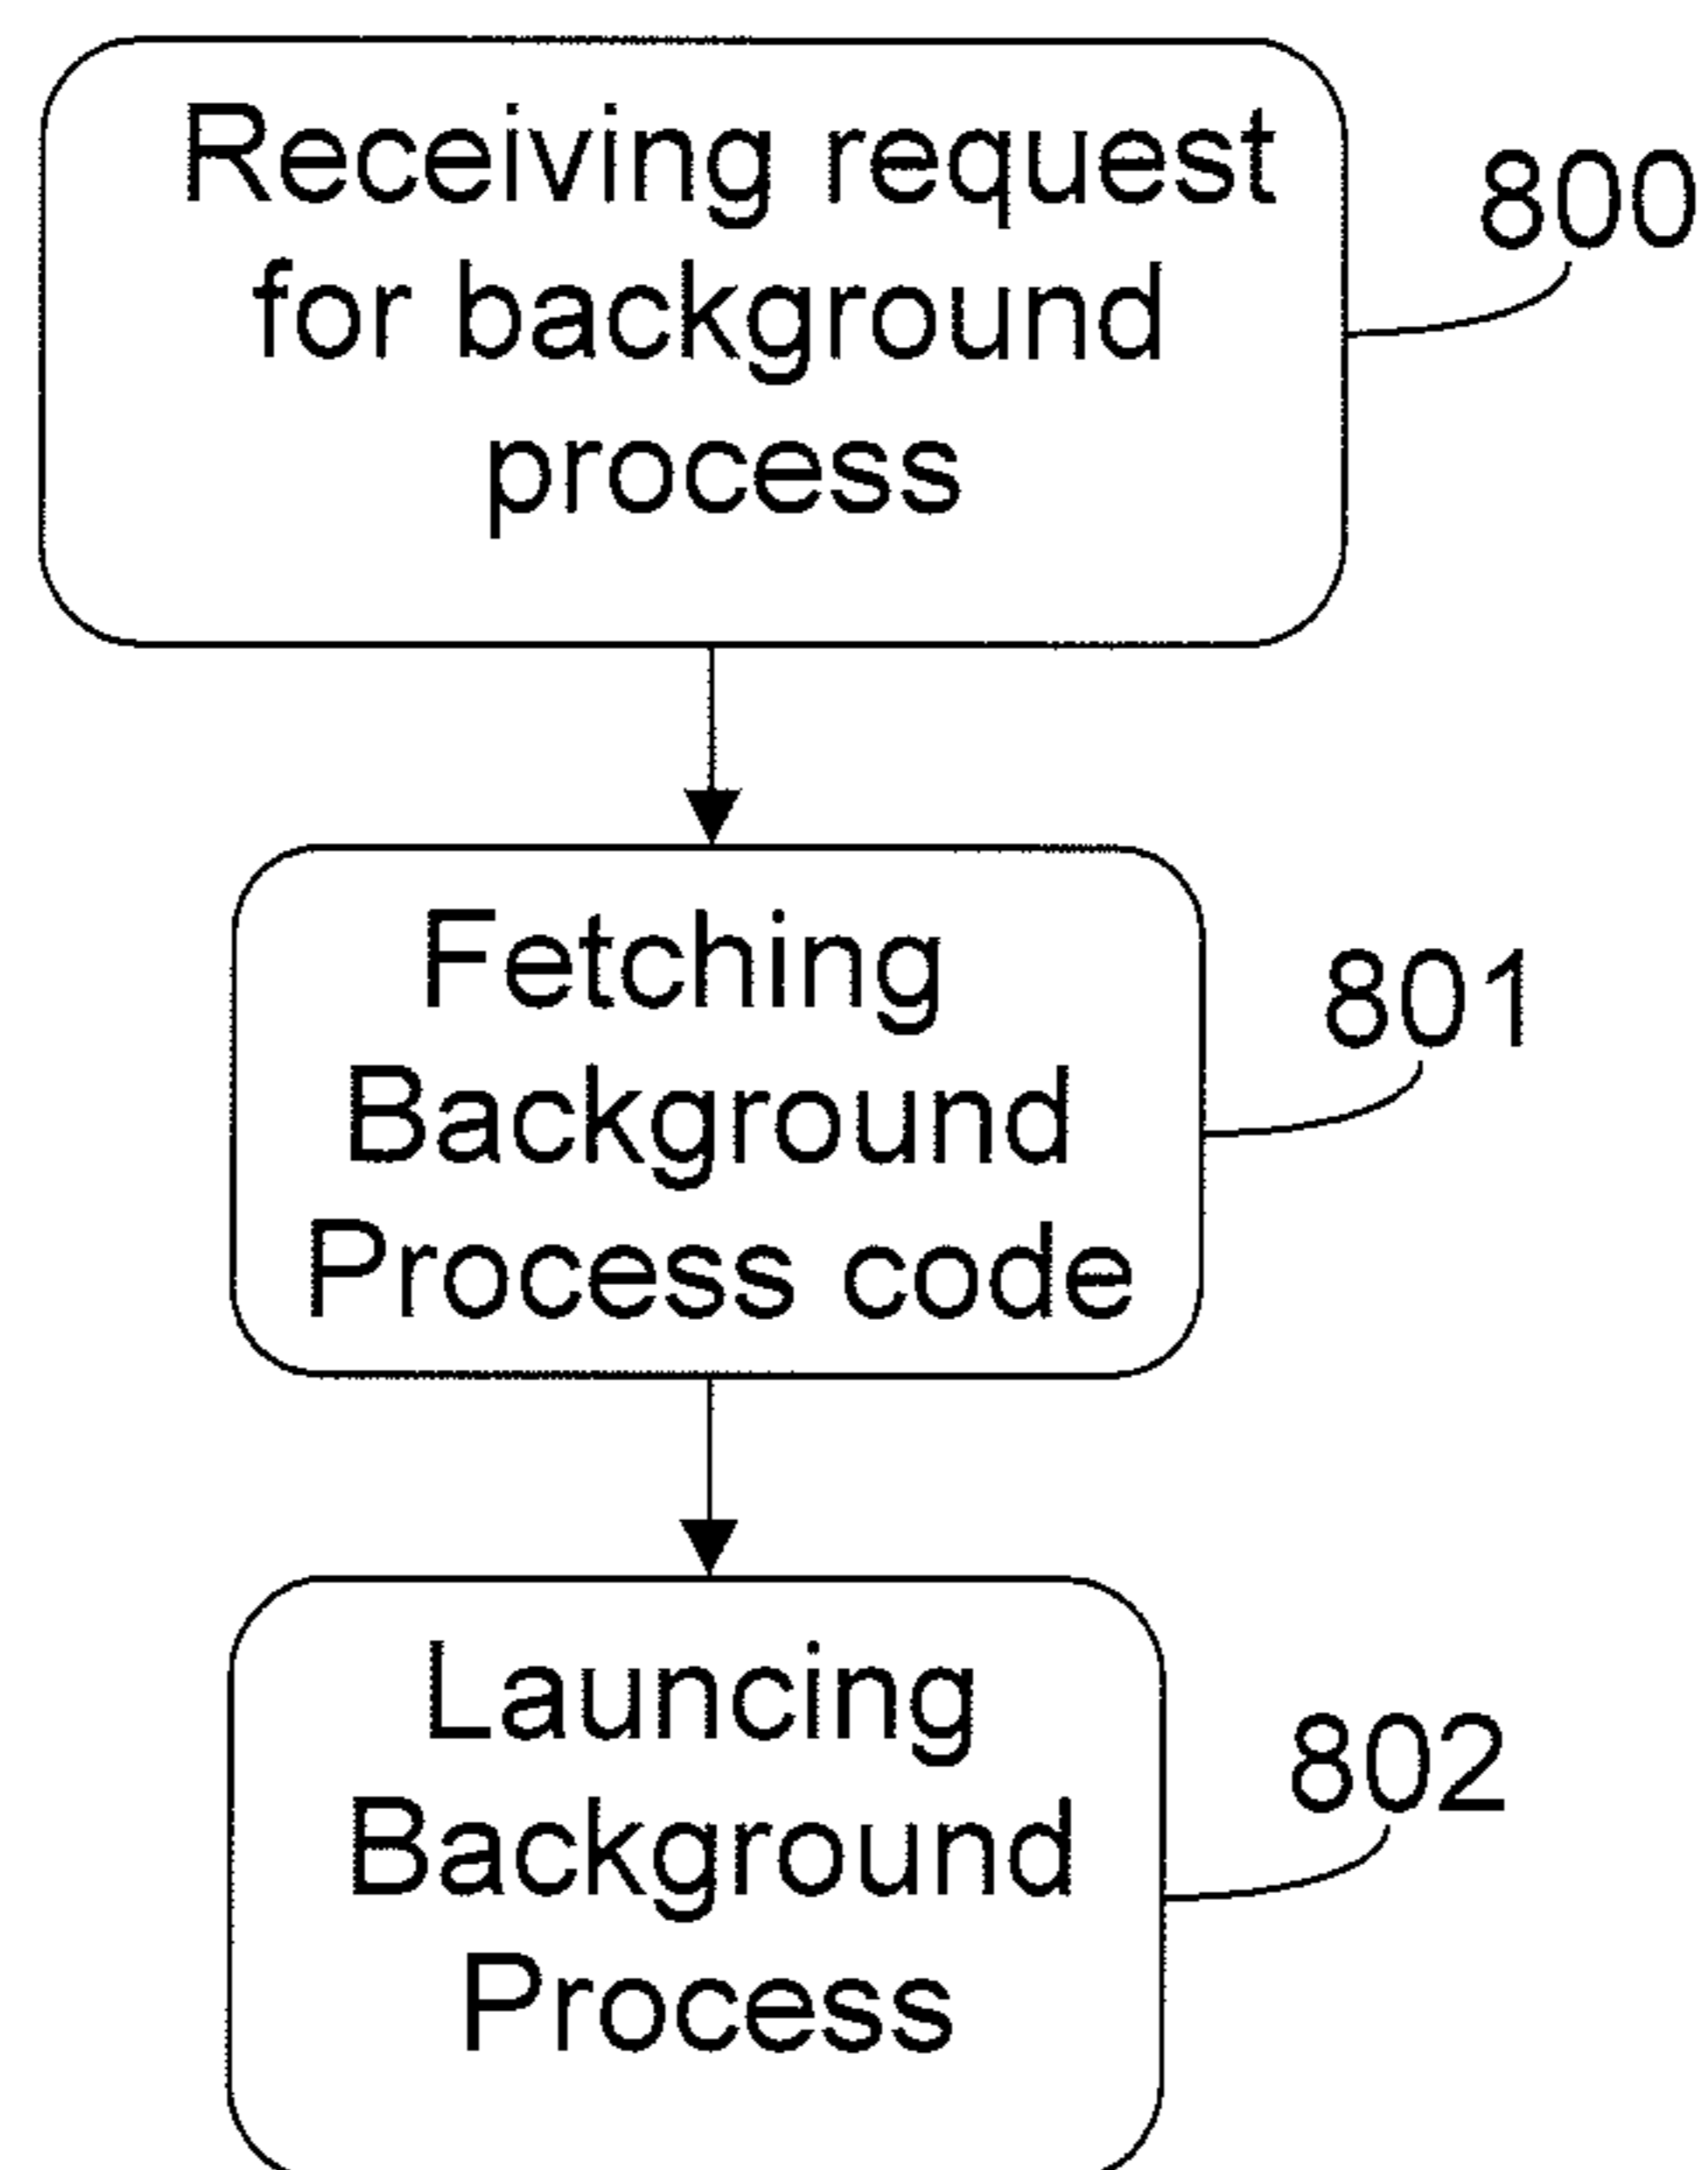 Receiving request
for background
process
800
Fetching
Background
Process code
801
Launcing
Background
Process
802